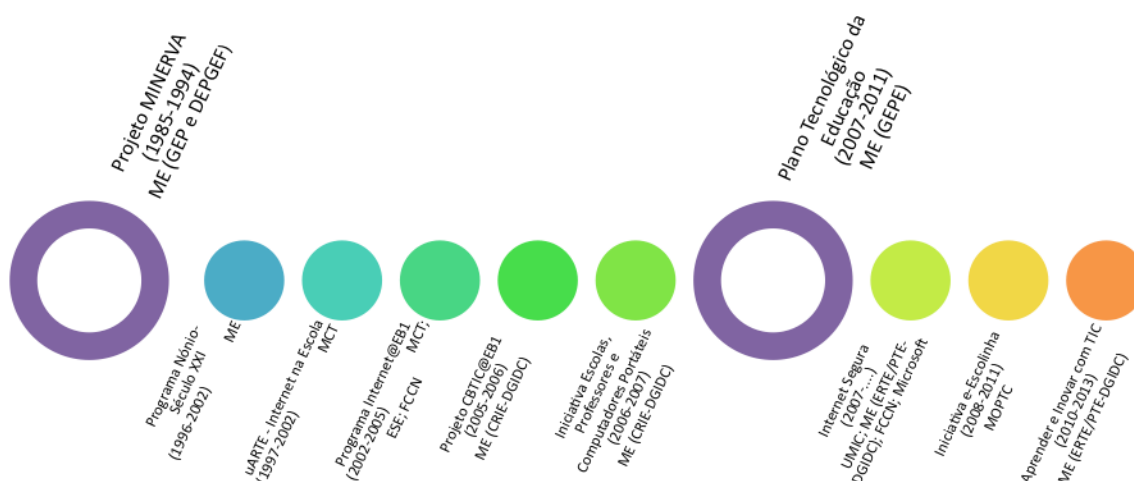 Projeto MINERVA
(1985-1994)
ME (GEP e DEPGEF)
Programa Nónio-
Século XXI
(1996-2002)
ME
uARTE - Internet na Escola
(1997-2002)
MCT
Programa Internet@EB1
(2002-2005)
MCT;
ESE; FCCN
Projeto CBTIC@EB1
(2005-2006)
ME (CRIE-DGIDC)
Iniciativa Escolas,
Professores e
Computadores Portáteis
(2006-2007)
ME (CRIE-DGIDC)
Plano Tecnológico da
Educação
(2007-2011)
ME (GEPE)
Internet Segura
(2007-....)
UMIC; ME (ERTE/PTE-
DGIDC); FCCN; Microsoft
Iniciativa e-Escolinha
(2008-2011)
MOPTC
Aprender e Inovar com TIC
(2010-2013)
ME (ERTE/PTE-DGIDC)